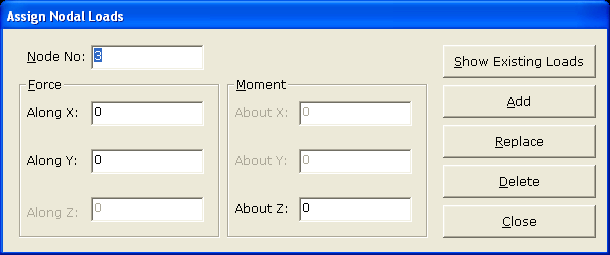 Assign Nodal Loads
Node No: 3
Show Existing Loads
Force
Along X: 0
Along Y: 0
Along Z: 0
Moment
About X: 0
About Y: 0
About Z: 0
Add
Replace
Delete
Close